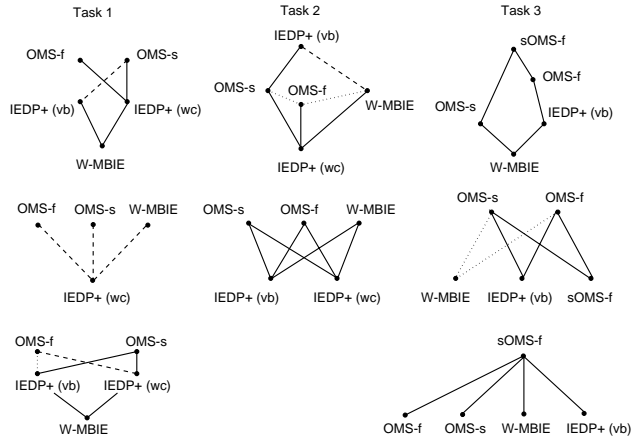 Task 1
Task 2
Task 3
OMS-f
OMS-s
IEDP+ (vb)
IEDP+ (wc)
W-MBIE
IEDP+ (vb)
OMS-s
OMS-f
W-MBIE
IEDP+ (wc)
sOMS-f
OMS-f
OMS-s
IEDP+ (vb)
W-MBIE
OMS-f
OMS-s
W-MBIE
IEDP+ (wc)
OMS-s
OMS-f
W-MBIE
IEDP+ (vb)
IEDP+ (wc)
OMS-s
OMS-f
W-MBIE
IEDP+ (vb)
sOMS-f
OMS-f
OMS-s
IEDP+ (vb)
IEDP+ (wc)
W-MBIE
sOMS-f
OMS-f
OMS-s
W-MBIE
IEDP+ (vb)